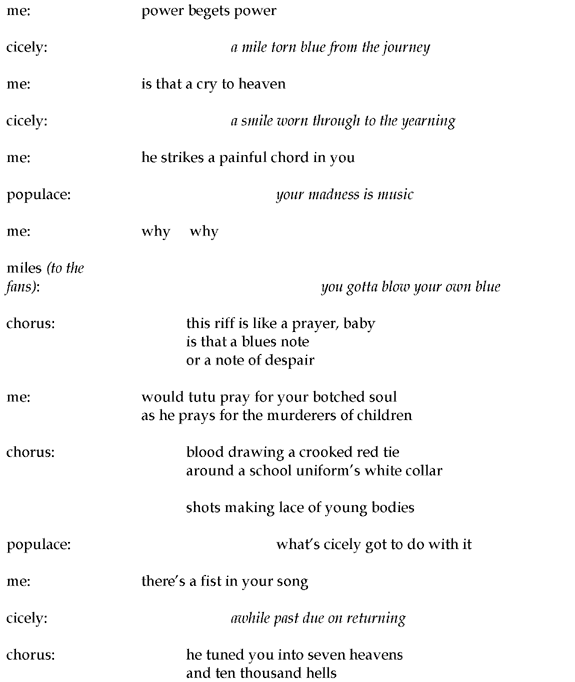 me: power begets power
cicely: a mile torn blue from the journey
me: is that a cry to heaven
cicely: a smile worn through to the yearning
me: he strikes a painful chord in you
populace: your madness is music
me: why why
miles (to the
fans): you gotta blow your own blue
chorus: this riff is like a prayer, baby
is that a blues note
or a note of despair
me: would tutu pray for your botched soul
as he prays for the murderers of children
chorus: blood drawing a crooked red tie
around a school uniform's white collar
shots making lace of young bodies
populace: what's cicely got to do with it
me: there's a fist in your song
cicely: awhile past due on returning
chorus: he tuned you into seven heavens
and ten thousand hells